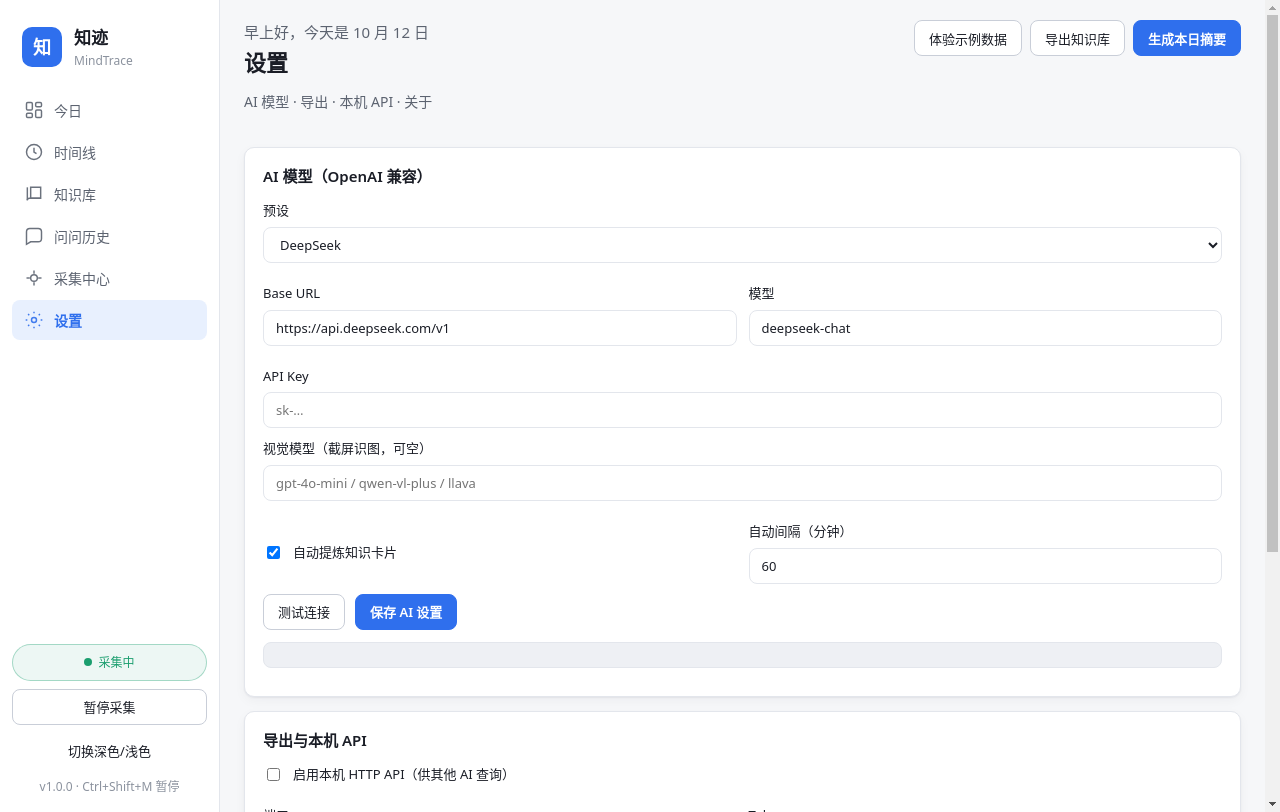 知
知迹
MindTrace
今日
时间线
知识库
问问历史
采集中心
设置
采集中
暂停采集
切换深色/浅色
v1.0.0 · Ctrl+Shift+M 暂停
早上好，今天是 10 月 12 日
设置
AI 模型 · 导出 · 本机 API · 关于
体验示例数据
导出知识库
生成本日摘要
AI 模型（OpenAI 兼容）
预设
DeepSeek
Base URL
模型
https://api.deepseek.com/v1
deepseek-chat
API Key
sk-...
视觉模型（截屏识图，可空）
gpt-4o-mini / qwen-vl-plus / llava
自动提炼知识卡片
自动间隔（分钟）
60
测试连接
保存 AI 设置
导出与本机 API
启用本机 HTTP API（供其他 AI 查询）